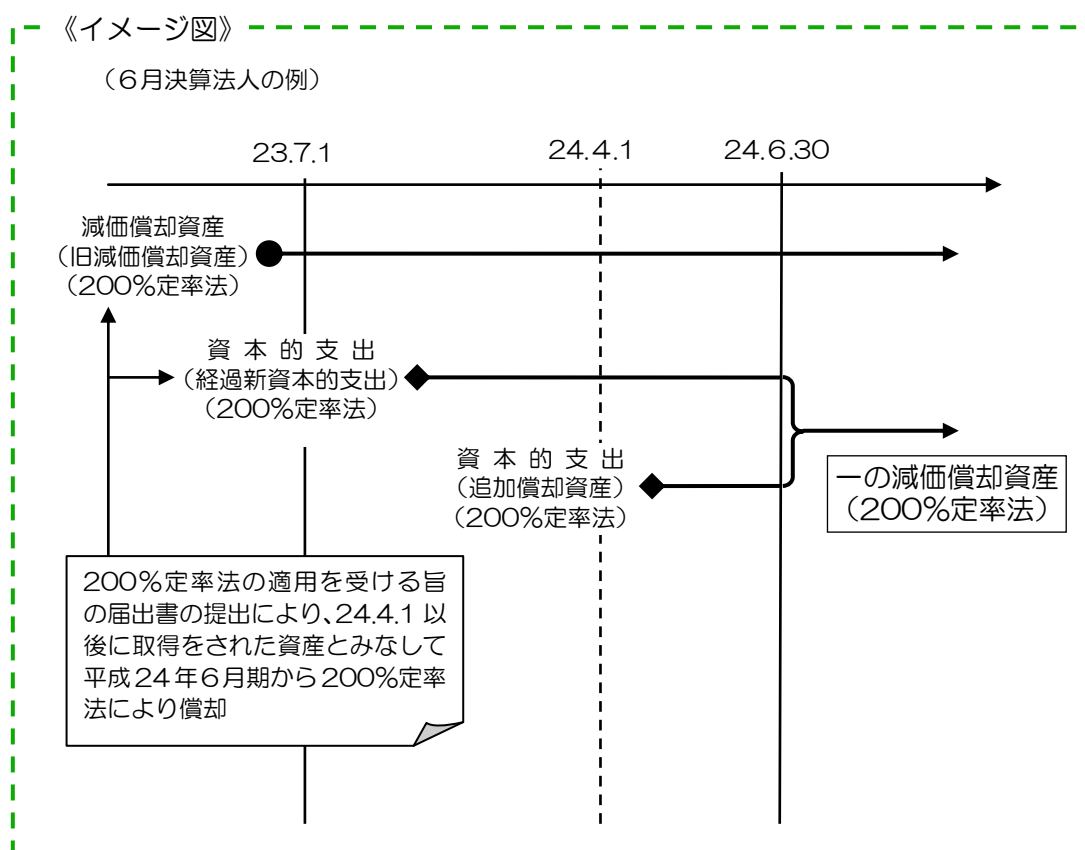 《イメージ図》
（６月決算法人の例）
23.7.1
24.4.1
24.6.30
減価償却資産
（旧減価償却資産）
（200％定率法）
資本的支出
（経過新資本的支出）
（200％定率法）
資本的支出
（追加償却資産）
（200％定率法）
一の減価償却資産
（200％定率法）
200％定率法の適用を受ける旨
の届出書の提出により、24.4.1 以
後に取得をされた資産とみなして
平成 24 年６月期から 200％定率
法により償却